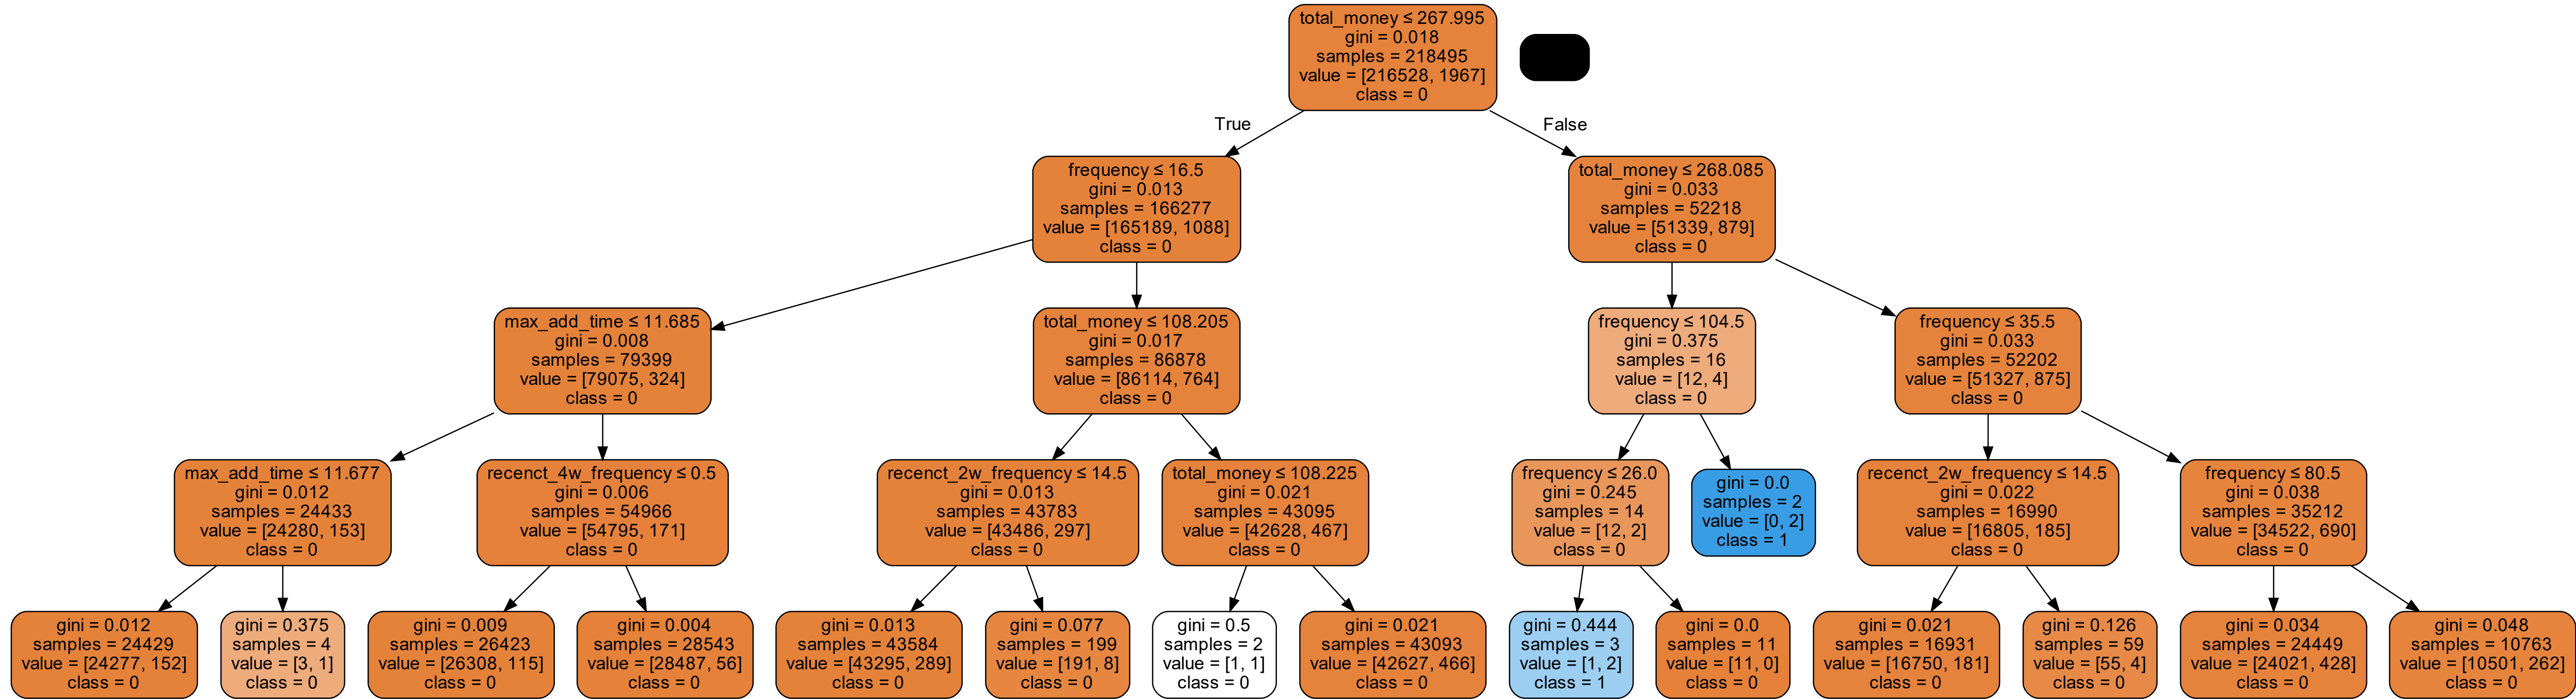 total_money ≤ 267.995
gini = 0.018
samples = 218495
value = [216528, 1967]
class = 0
True
False
frequency ≤ 16.5
gini = 0.013
samples = 166277
value = [165189, 1088]
class = 0
total_money ≤ 268.085
gini = 0.033
samples = 52218
value = [51339, 879]
class = 0
max_add_time ≤ 11.685
gini = 0.008
samples = 79399
value = [79075, 324]
class = 0
total_money ≤ 108.205
gini = 0.017
samples = 86878
value = [86114, 764]
class = 0
frequency ≤ 104.5
gini = 0.375
samples = 16
value = [12, 4]
class = 0
frequency ≤ 35.5
gini = 0.033
samples = 52202
value = [51327, 875]
class = 0
max_add_time ≤ 11.677
gini = 0.012
samples = 24433
value = [24280, 153]
class = 0
recenct_4w_frequency ≤ 0.5
gini = 0.006
samples = 54966
value = [54795, 171]
class = 0
recenct_2w_frequency ≤ 14.5
gini = 0.013
samples = 43783
value = [43486, 297]
class = 0
total_money ≤ 108.225
gini = 0.021
samples = 43095
value = [42628, 467]
class = 0
frequency ≤ 26.0
gini = 0.245
samples = 14
value = [12, 2]
class = 0
gini = 0.0
samples = 2
value = [0, 2]
class = 1
recenct_2w_frequency ≤ 14.5
gini = 0.022
samples = 16990
value = [16805, 185]
class = 0
frequency ≤ 80.5
gini = 0.038
samples = 35212
value = [34522, 690]
class = 0
gini = 0.012
samples = 24429
value = [24277, 152]
class = 0
gini = 0.375
samples = 4
value = [3, 1]
class = 0
gini = 0.009
samples = 26423
value = [26308, 115]
class = 0
gini = 0.004
samples = 28543
value = [28487, 56]
class = 0
gini = 0.013
samples = 43584
value = [43295, 289]
class = 0
gini = 0.077
samples = 199
value = [191, 8]
class = 0
gini = 0.5
samples = 2
value = [1, 1]
class = 0
gini = 0.021
samples = 43093
value = [42627, 466]
class = 0
gini = 0.444
samples = 3
value = [1, 2]
class = 1
gini = 0.0
samples = 11
value = [11, 0]
class = 0
gini = 0.021
samples = 16931
value = [16750, 181]
class = 0
gini = 0.126
samples = 59
value = [55, 4]
class = 0
gini = 0.034
samples = 24449
value = [24021, 428]
class = 0
gini = 0.048
samples = 10763
value = [10501, 262]
class = 0